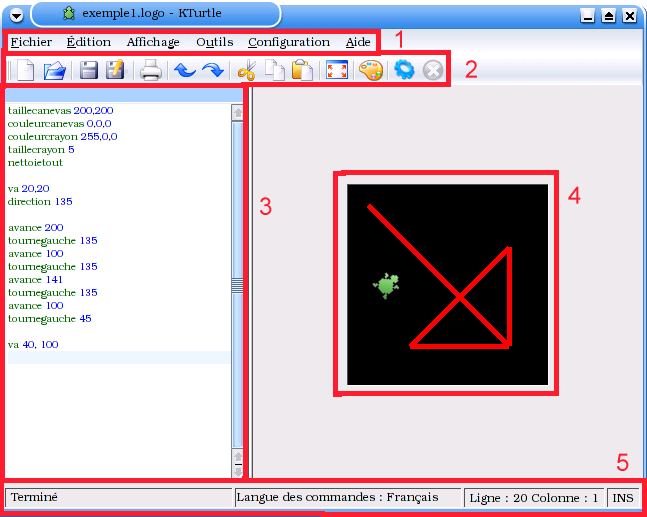 exemple1.logo - KTurtle
Fichier Édition Affichage Outils Configuration Aide 1
2
taillecanevas 200,200
couleurcanevas 0,0,0
couleurcrayon 255,0,0
taillecrayon 5
nettoietout
va 20,20
direction 135
avance 200
tournegauche 135
avance 100
tournegauche 135
avance 141
tournegauche 135
avance 100
tournegauche 45
va 40, 100
3
4
5
Terminé Langue des commandes : Français Ligne : 20 Colonne : 1 INS